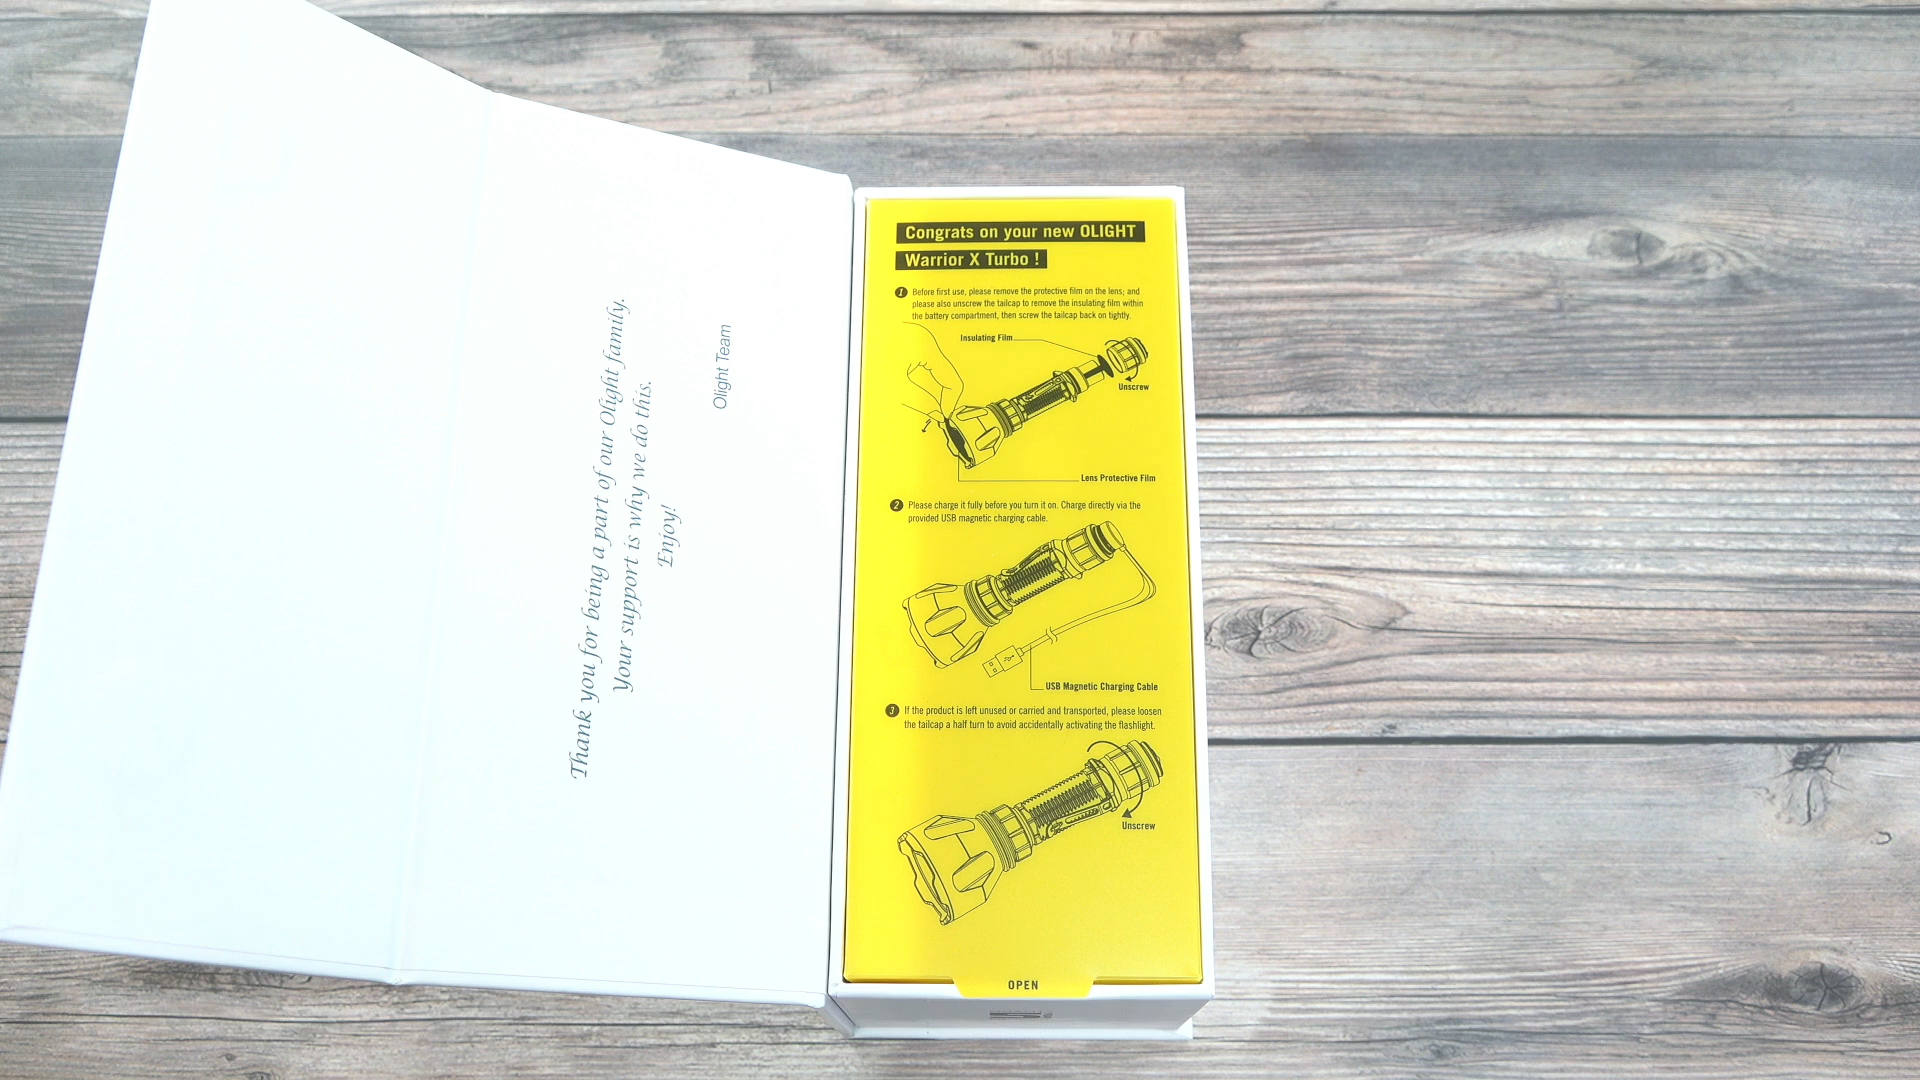 Thank you for being a part of our Olight family.
Your support is why we do this.
Enjoy!
Olight Team
Congrats on your new OLIGHT
Warrior X Turbo !
1 Before first use, please remove the protective film on the lens; and
please also unscrew the tailcap to remove the insulating film within
the battery compartment, then screw the tailcap back on tightly.
Insulating Film
Unscrew
Lens Protective Film
2 Please charge it fully before you turn it on. Charge directly via the
provided USB magnetic charging cable.
USB Magnetic Charging Cable
3 If the product is left unused or carried and transported, please loosen
the tailcap a half turn to avoid accidentally activating the flashlight.
Unscrew
OPEN